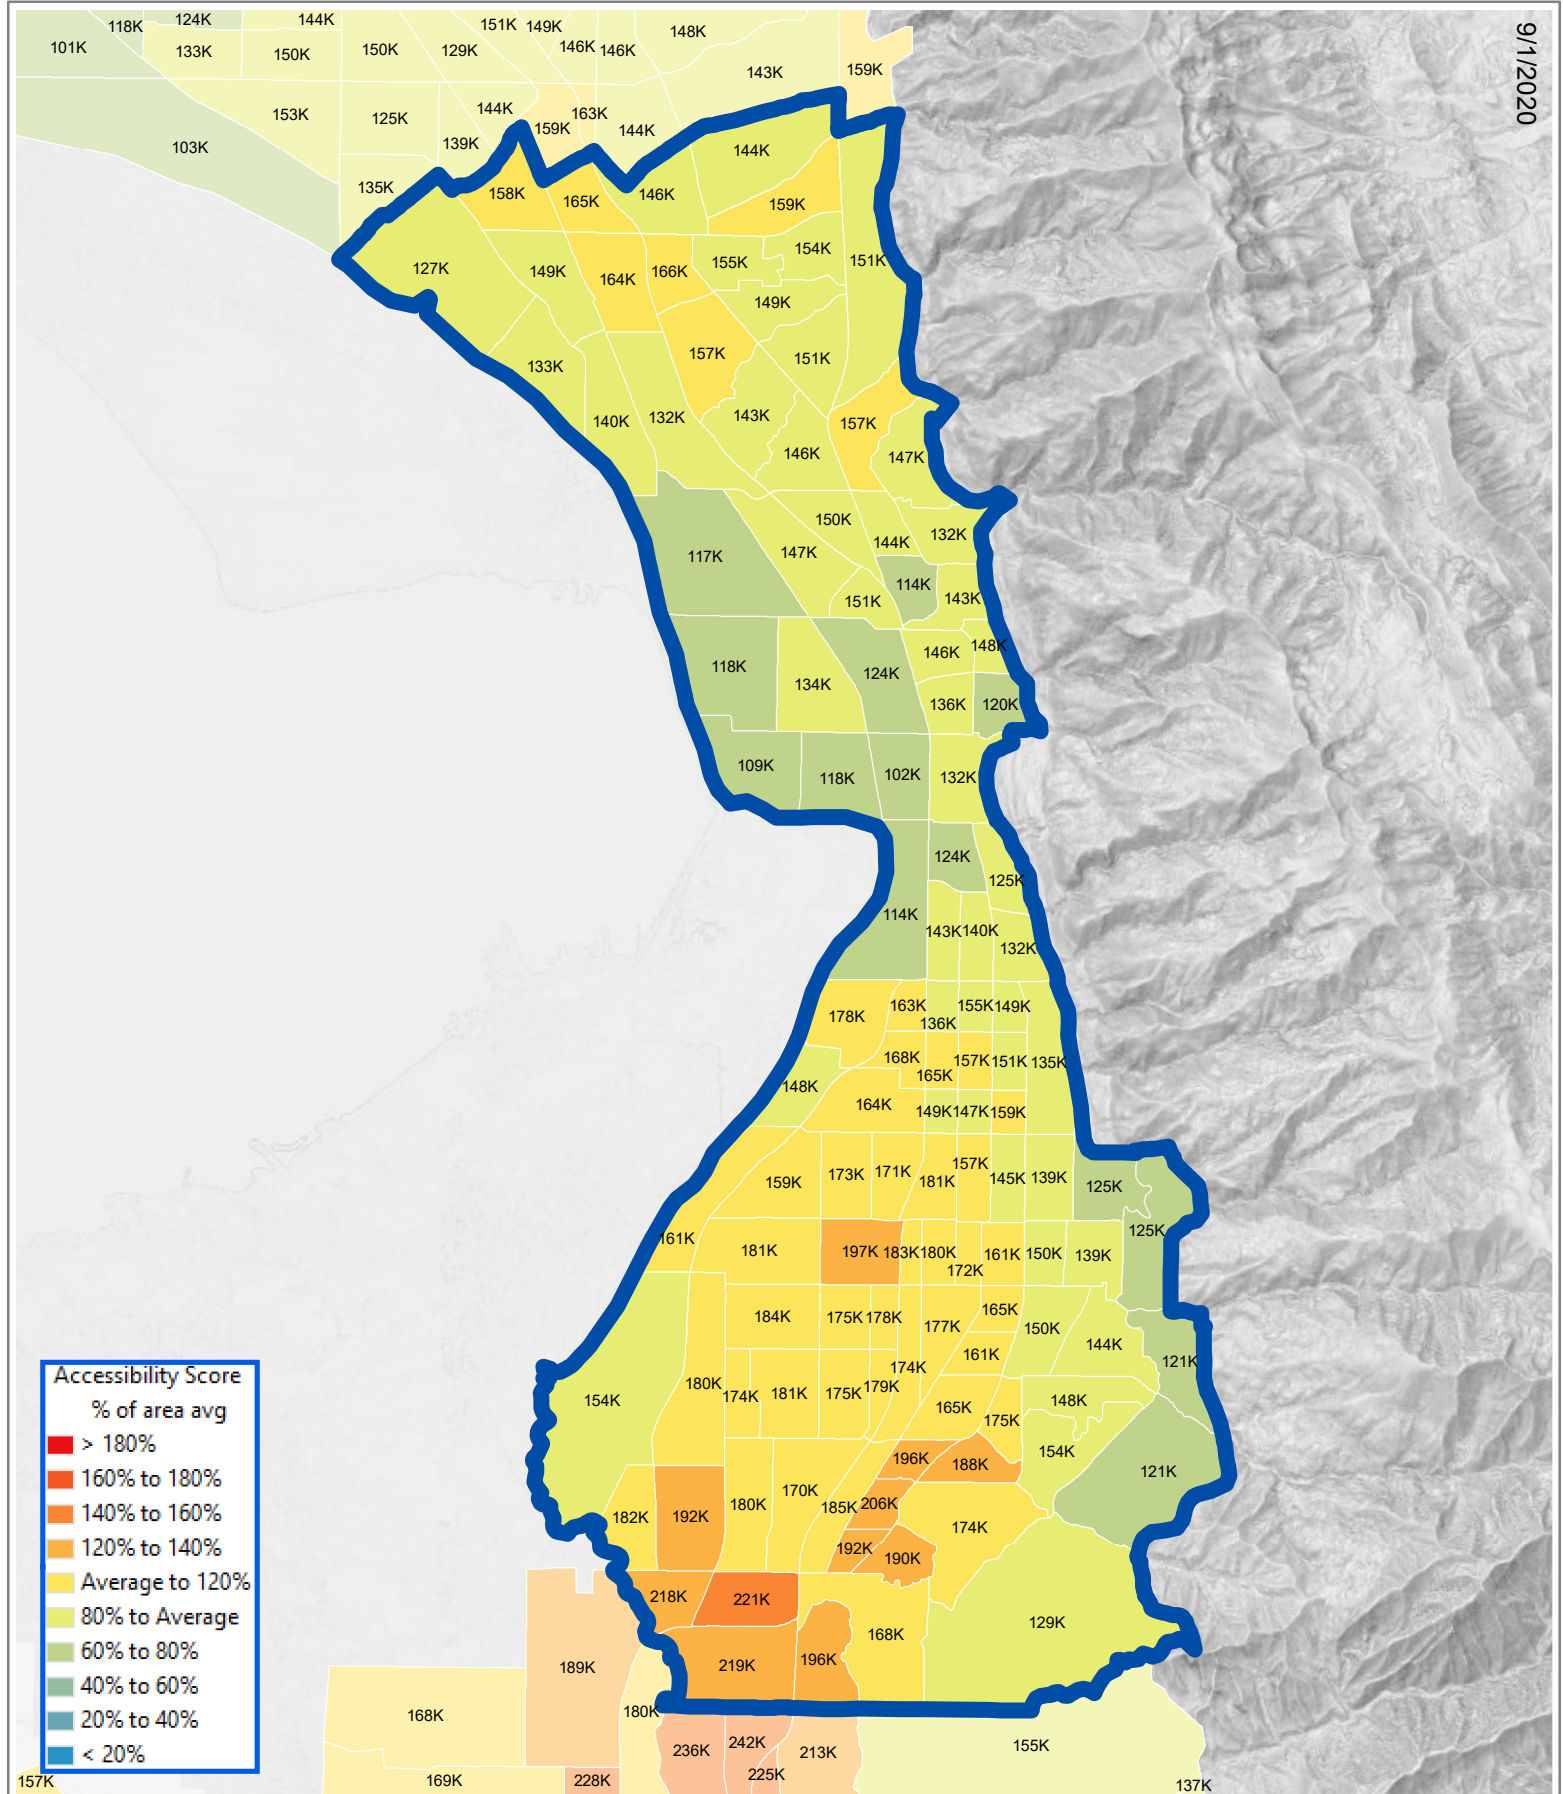 9/1/2020
118K 124K 144K 151K 149K 148K
101K 133K 150K 150K 129K 146K 146K
143K 159K
153K 125K 144K 159K 163K 144K
103K 139K
135K
144K
158K 165K 146K 159K
127K 149K 164K 166K 155K 154K 151K
149K
133K 157K 151K
140K 132K 143K 157K
146K 147K
150K
117K 147K 144K 132K
151K 114K 143K
118K 134K 124K 146K 148K
136K 120K
109K 118K 102K 132K
124K 125K
114K 143K 140K 132K
178K 163K 136K 155K 149K
148K 168K 165K 157K 151K 135K
164K 149K 147K 159K
159K 173K 171K 181K 157K 145K 139K 125K
161K 181K 197K 183K 180K 172K 161K 150K 139K 125K
184K 175K 178K 177K 165K 150K 144K
161K 121K
154K 180K 174K 181K 175K 179K 174K
165K 175K 148K
196K 188K 154K 121K
182K 192K 180K 170K 185K 206K 174K
192K 190K
218K 221K 168K 129K
219K 196K
189K
168K 180K
236K 242K 213K 155K
157K 169K 228K 225K 137K
Accessibility Score
% of area avg
> 180%
160% to 180%
140% to 160%
120% to 140%
Average to 120%
80% to Average
60% to 80%
40% to 60%
20% to 40%
< 20%